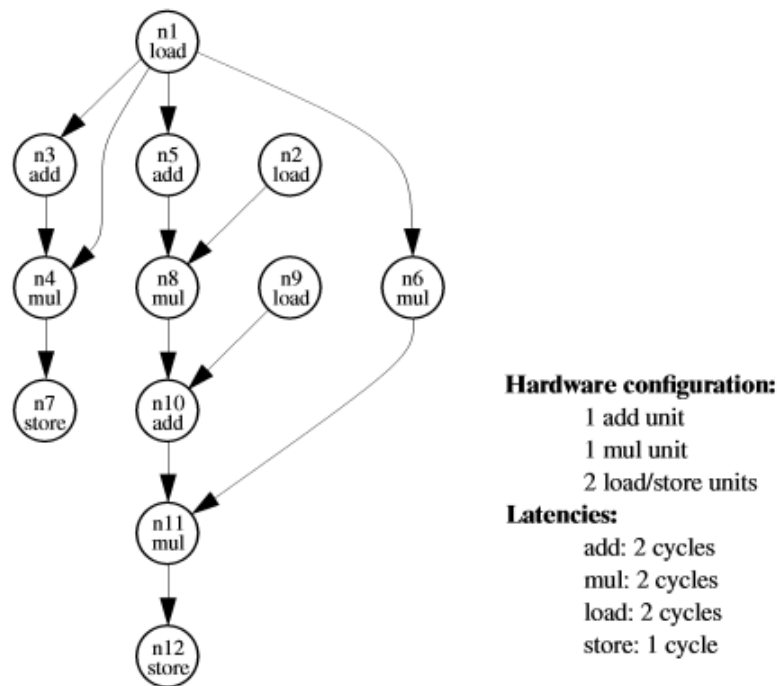 n1
load
n3
add
n5
add
n2
load
n4
mul
n8
mul
n9
load
n6
mul
n7
store
n10
add
n11
mul
n12
store
Hardware configuration:
1 add unit
1 mul unit
2 load/store units
Latencies:
add: 2 cycles
mul: 2 cycles
load: 2 cycles
store: 1 cycle